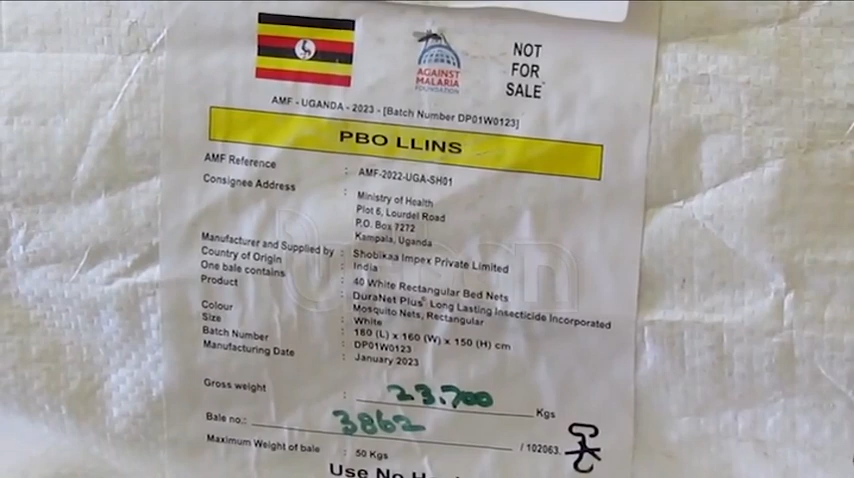 NOT
FOR
SALE
AGAINST
MALARIA
FOUNDATION
AMF - UGANDA - 2023 - [Batch Number DP01W0123]
PBO LLINS
AMF Reference : AMF-2022-UGA-SH01
Consignee Address : Ministry of Health
Plot 6, Lourdel Road
P.O. Box 7272
Kampala, Uganda
Manufacturer and Supplied by : Shobikaa Impex Private Limited
Country of Origin : India
One bale contains : 40 White Rectangular Bed Nets
Product : DuraNet Plus® Long Lasting Insecticide Incorporated
Mosquito Nets, Rectangular
Colour : White
Size : 180 (L) x 160 (W) x 150 (H) cm
Batch Number : DP01W0123
Manufacturing Date : January 2023
Gross weight : 23.700 Kgs
Bale no.: 3862 / 102063.
Maximum Weight of bale : 50 Kgs
Use No
urban